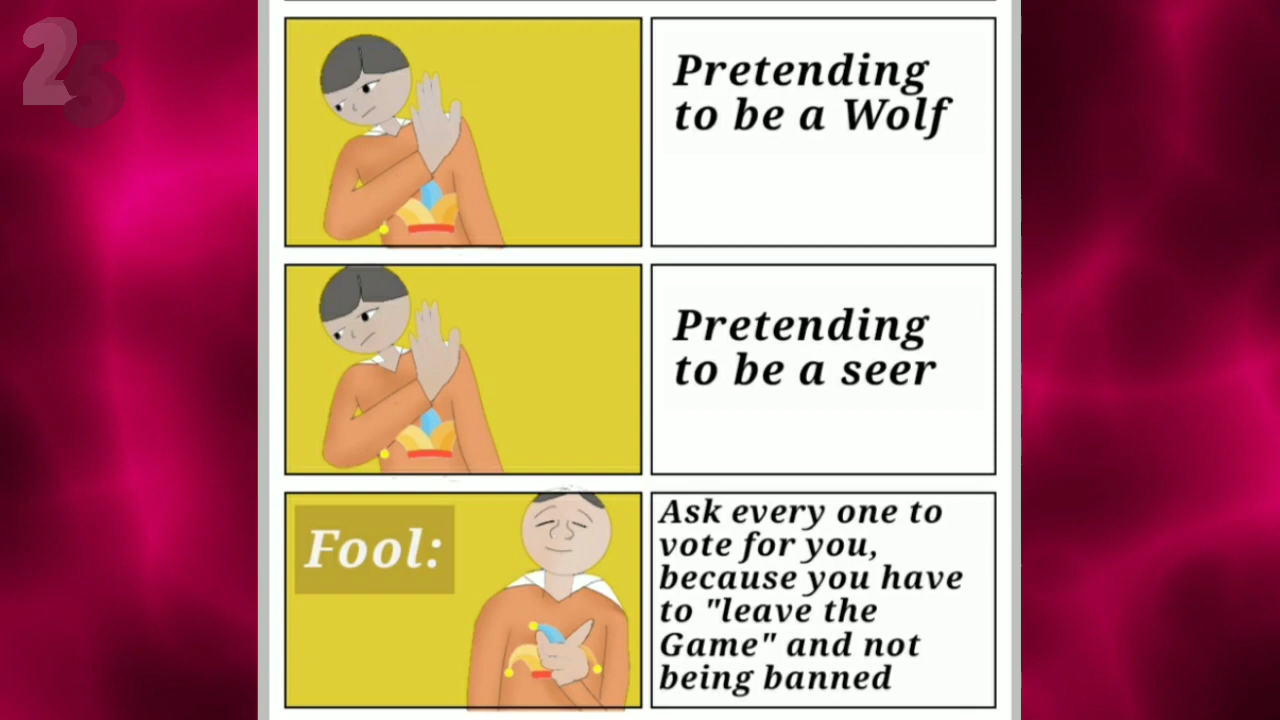 25
Pretending
to be a Wolf
Pretending
to be a seer
Fool:
Ask every one to
vote for you,
because you have
to "leave the
Game" and not
being banned